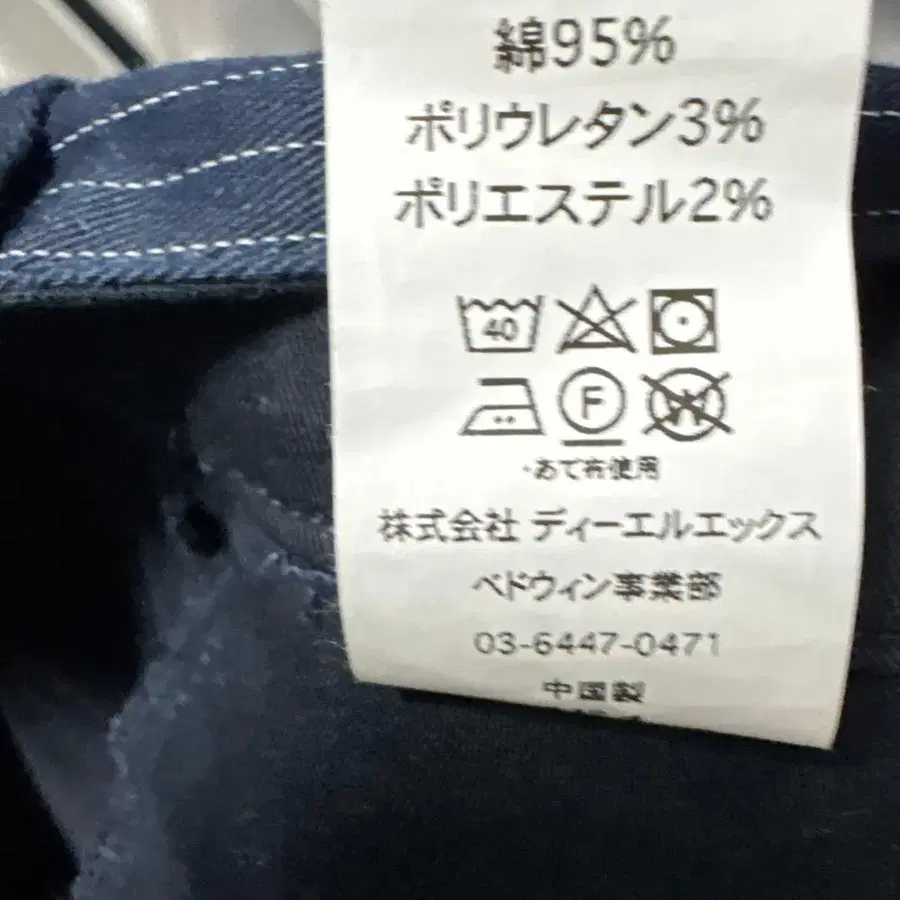 綿95%
ポリウレタン3%
ポリエステル2%
40
F W
・あて布使用
株式会社 ディーエルエックス
ベドウィン事業部
03-6447-0471
中国製